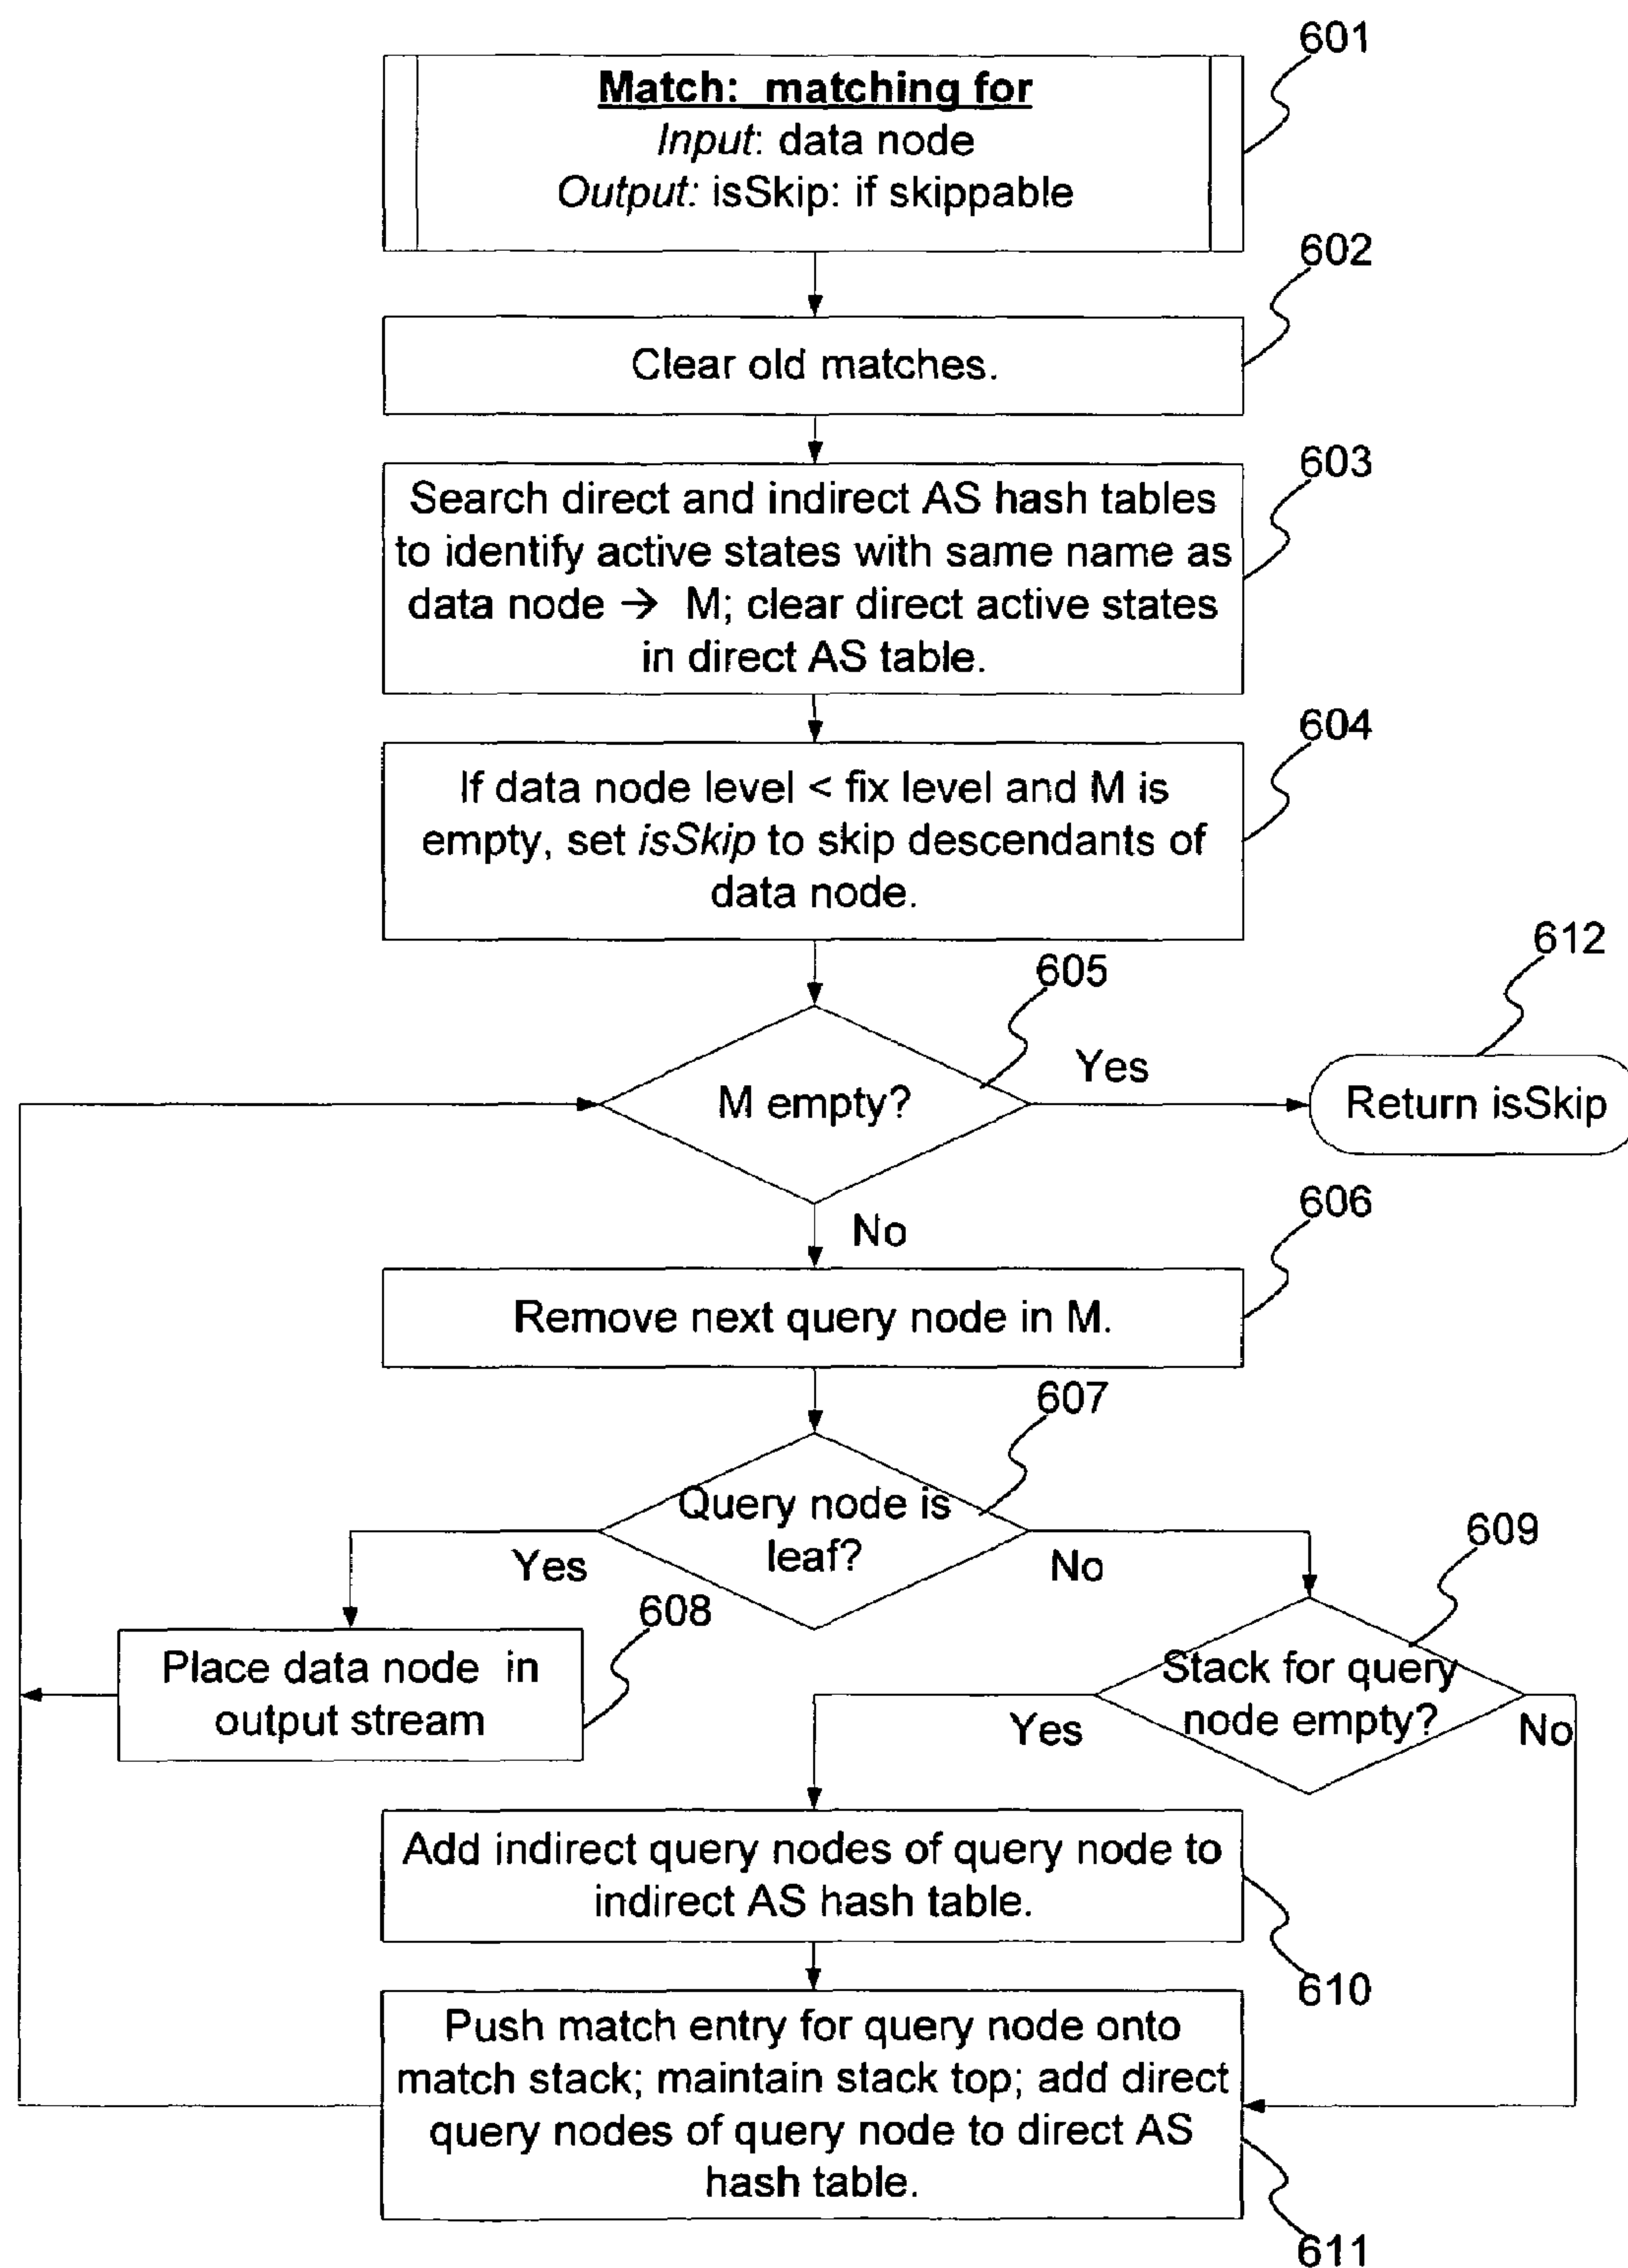 601
Match: matching for
Input: data node
Output: isSkip: if skippable
602
Clear old matches.
603
Search direct and indirect AS hash tables
to identify active states with same name as
data node → M; clear direct active states
in direct AS table.
604
If data node level < fix level and M is
empty, set isSkip to skip descendants of
data node.
605
612
M empty?
Yes
Return isSkip
No
606
Remove next query node in M.
607
Query node is
leaf?
Yes
No
609
608
Place data node in
output stream
Stack for query
node empty?
Yes
No
Add indirect query nodes of query node to
indirect AS hash table.
610
Push match entry for query node onto
match stack; maintain stack top; add direct
query nodes of query node to direct AS
hash table.
611